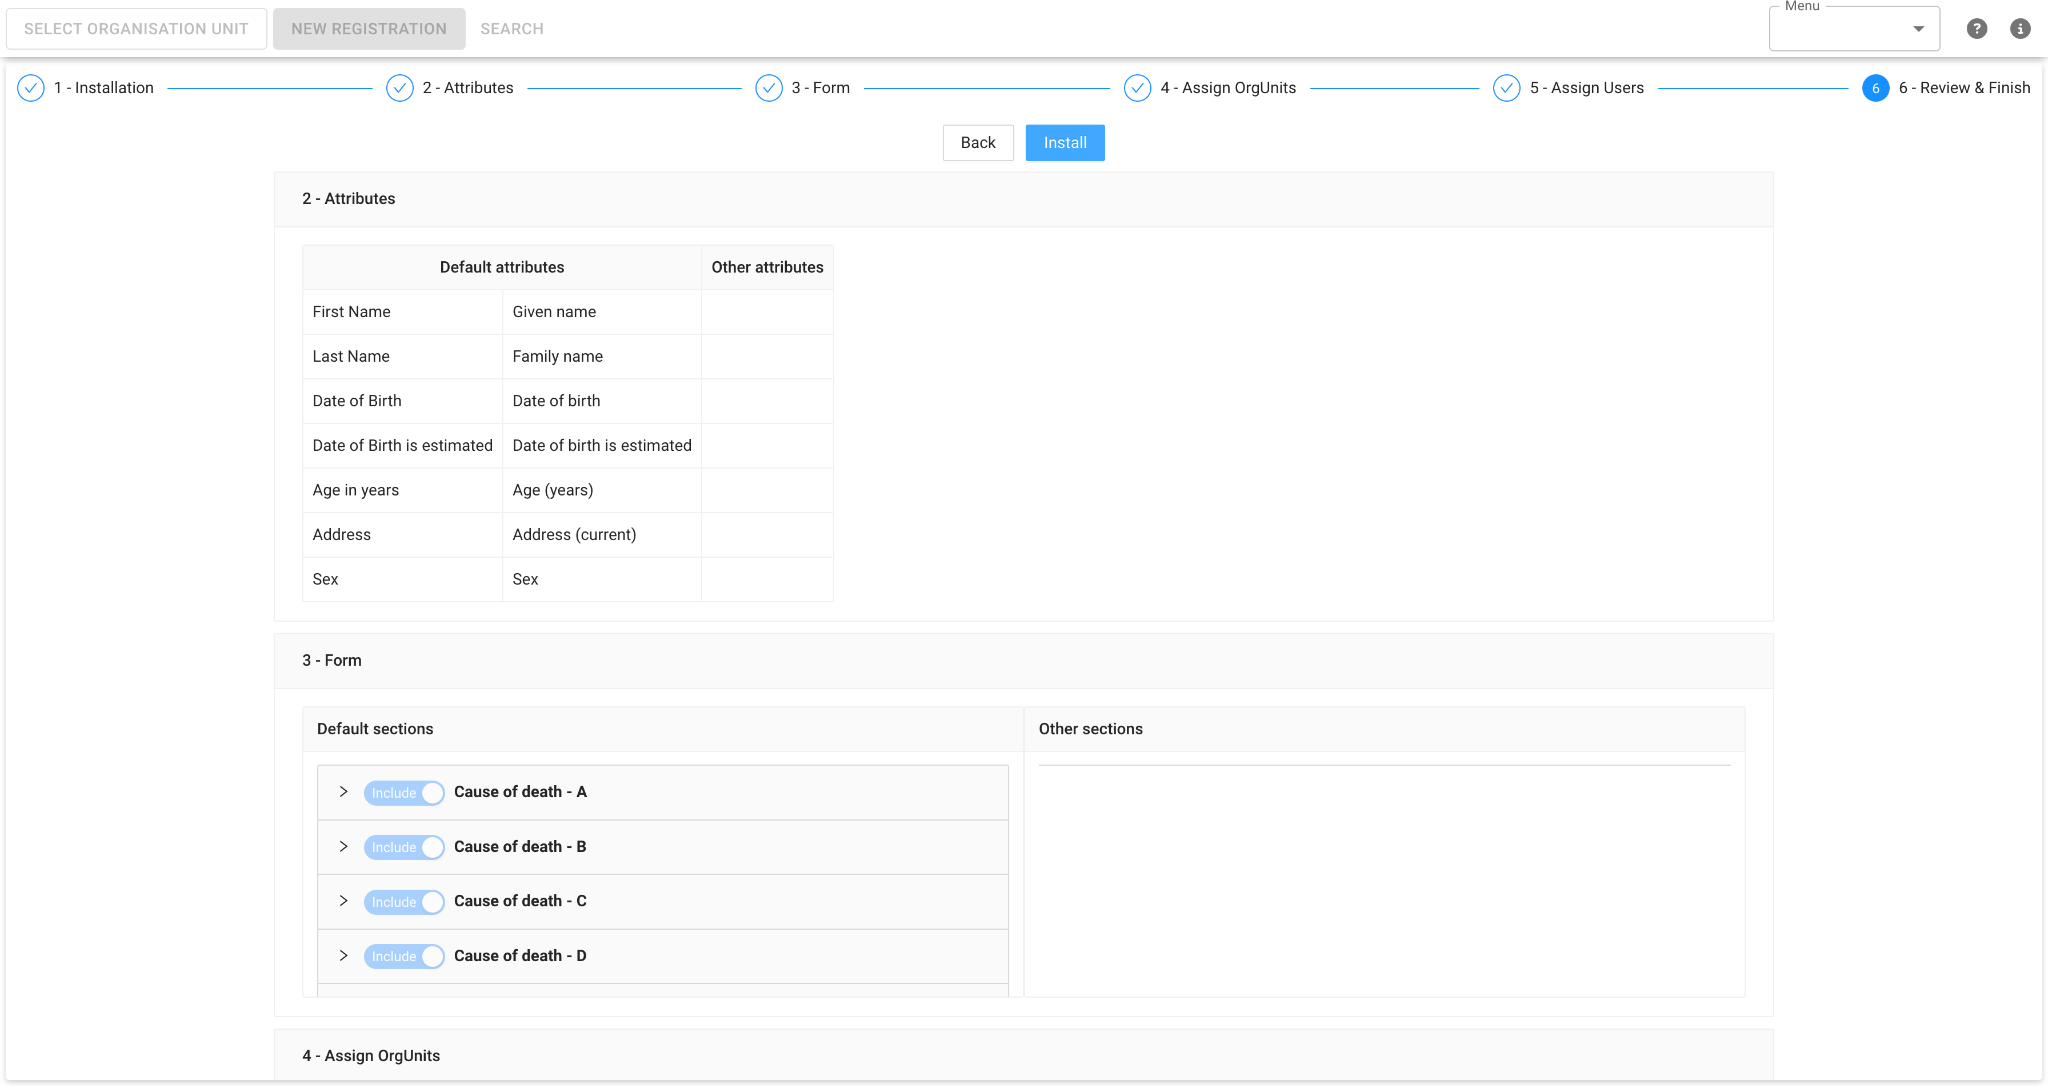 SELECT ORGANISATION UNIT NEW REGISTRATION SEARCH Menu
1 - Installation 2 - Attributes 3 - Form 4 - Assign OrgUnits 5 - Assign Users 6 6 - Review & Finish
Back Install
2 - Attributes
Default attributes Other attributes
First Name Given name
Last Name Family name
Date of Birth Date of birth
Date of Birth is estimated Date of birth is estimated
Age in years Age (years)
Address Address (current)
Sex Sex
3 - Form
Default sections Other sections
Include Cause of death - A
Include Cause of death - B
Include Cause of death - C
Include Cause of death - D
4 - Assign OrgUnits